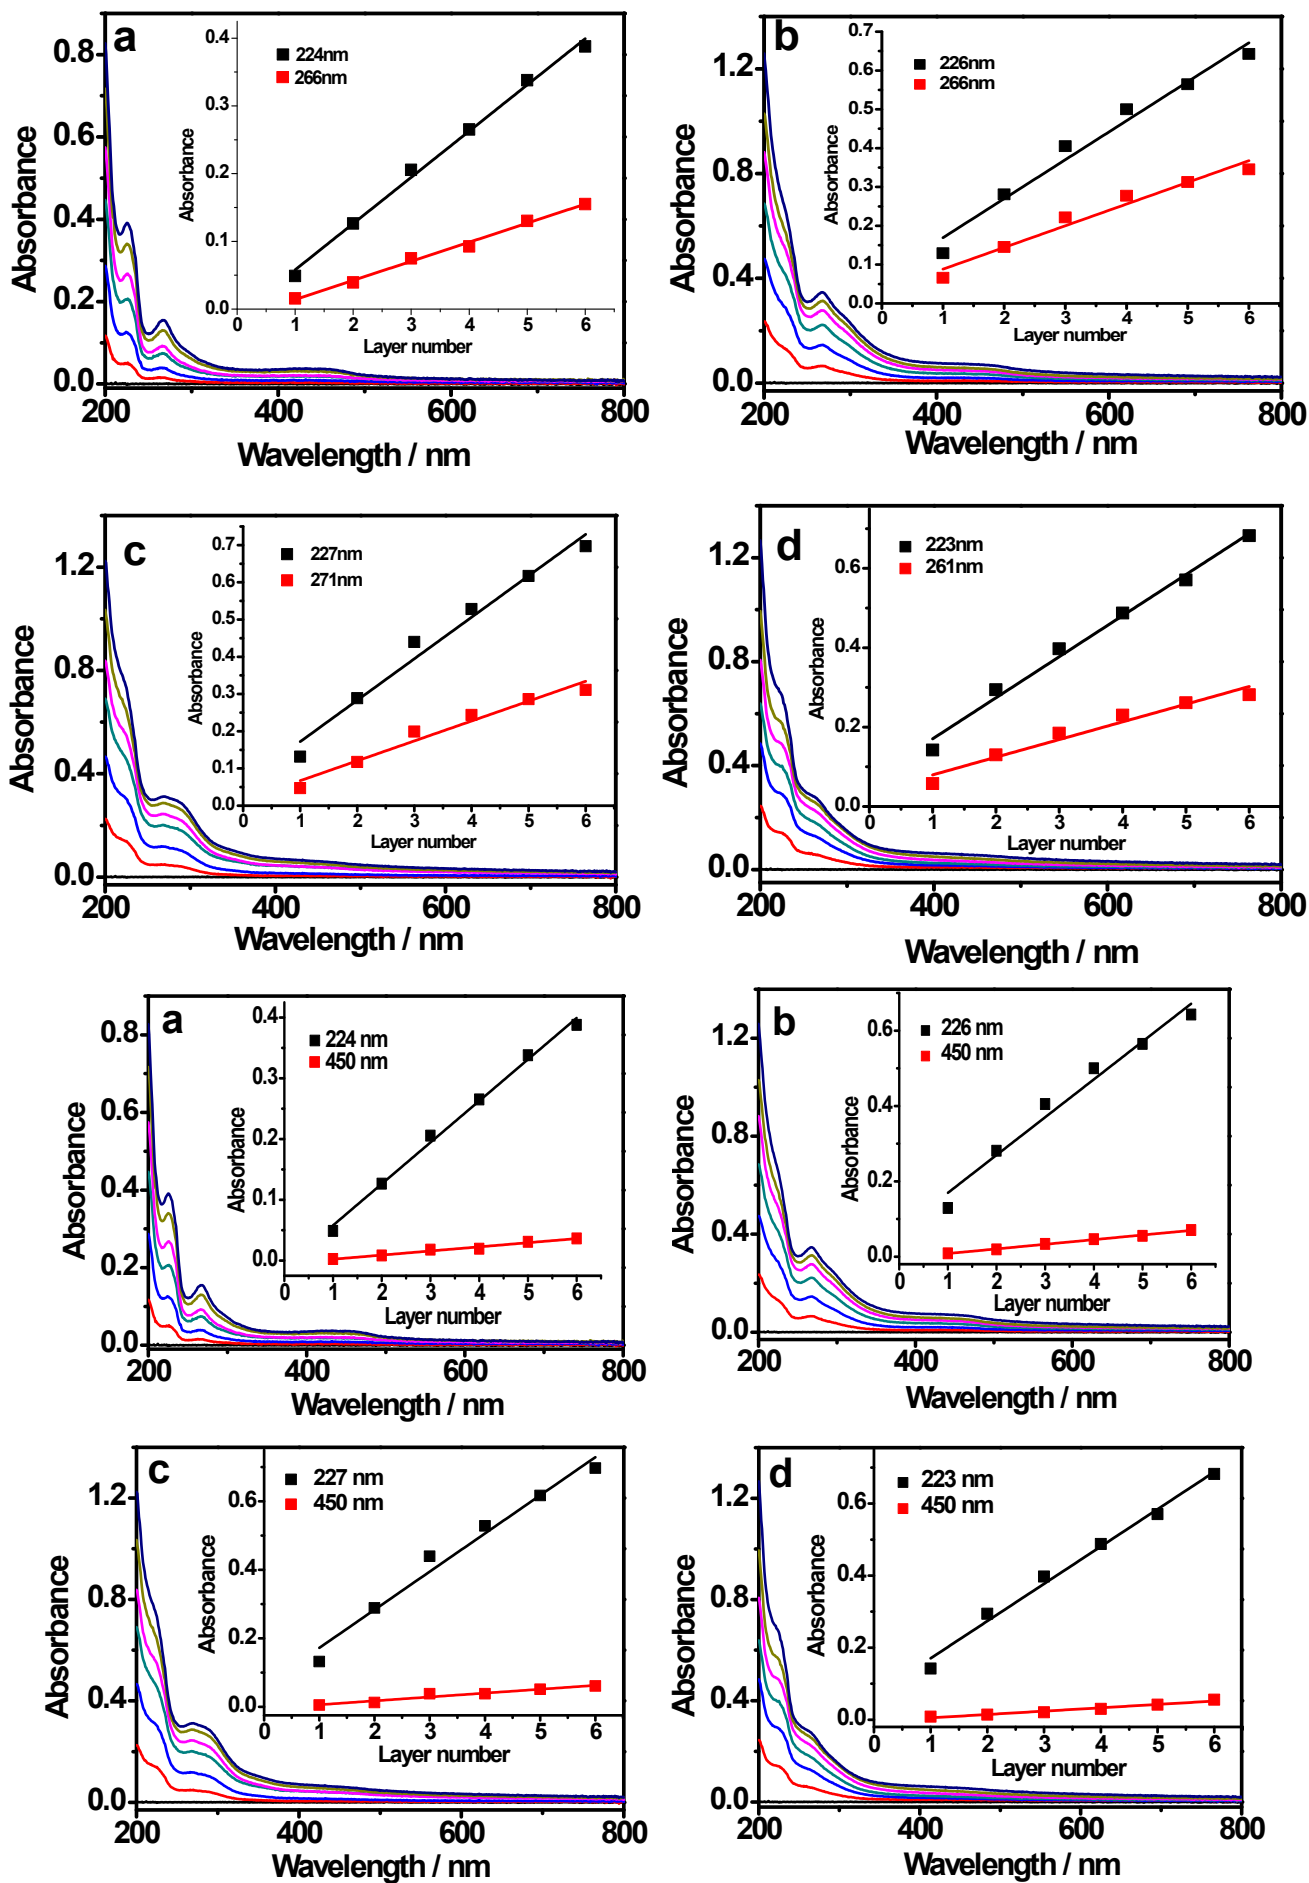 a
224nm
266nm
0.4
0.3
0.2
0.1
0.0
Absorbance
0 1 2 3 4 5 6
Layer number
0.8
0.6
0.4
0.2
0.0
Absorbance
200 400 600 800
Wavelength / nm
b
226nm
266nm
0.7
0.6
0.5
0.4
0.3
0.2
0.1
0.0
Absorbance
0 1 2 3 4 5 6
Layer number
1.2
0.8
0.4
0.0
Absorbance
200 400 600 800
Wavelength / nm
c
227nm
271nm
0.7
0.6
0.5
0.4
0.3
0.2
0.1
0.0
Absorbance
0 1 2 3 4 5 6
Layer number
1.2
0.8
0.4
0.0
Absorbance
200 400 600 800
Wavelength / nm
d
223nm
261nm
0.6
0.4
0.2
0.0
Absorbance
0 1 2 3 4 5 6
Layer number
1.2
0.8
0.4
0.0
Absorbance
200 400 600 800
Wavelength / nm
a
224 nm
450 nm
0.4
0.3
0.2
0.1
0.0
Absorbance
0 1 2 3 4 5 6
Layer number
0.8
0.6
0.4
0.2
0.0
Absorbance
200 400 600 800
Wavelength / nm
b
226 nm
450 nm
0.6
0.4
0.2
0.0
Absorbance
0 1 2 3 4 5 6
Layer number
1.2
0.8
0.4
0.0
Absorbance
200 400 600 800
Wavelength / nm
c
227 nm
450 nm
0.6
0.4
0.2
0.0
Absorbance
0 1 2 3 4 5 6
Layer number
1.2
0.8
0.4
0.0
Absorbance
200 400 600 800
Wavelength / nm
d
223 nm
450 nm
0.6
0.4
0.2
0.0
Absorbance
0 1 2 3 4 5 6
Layer number
1.2
0.8
0.4
0.0
Absorbance
200 400 600 800
Wavelength / nm